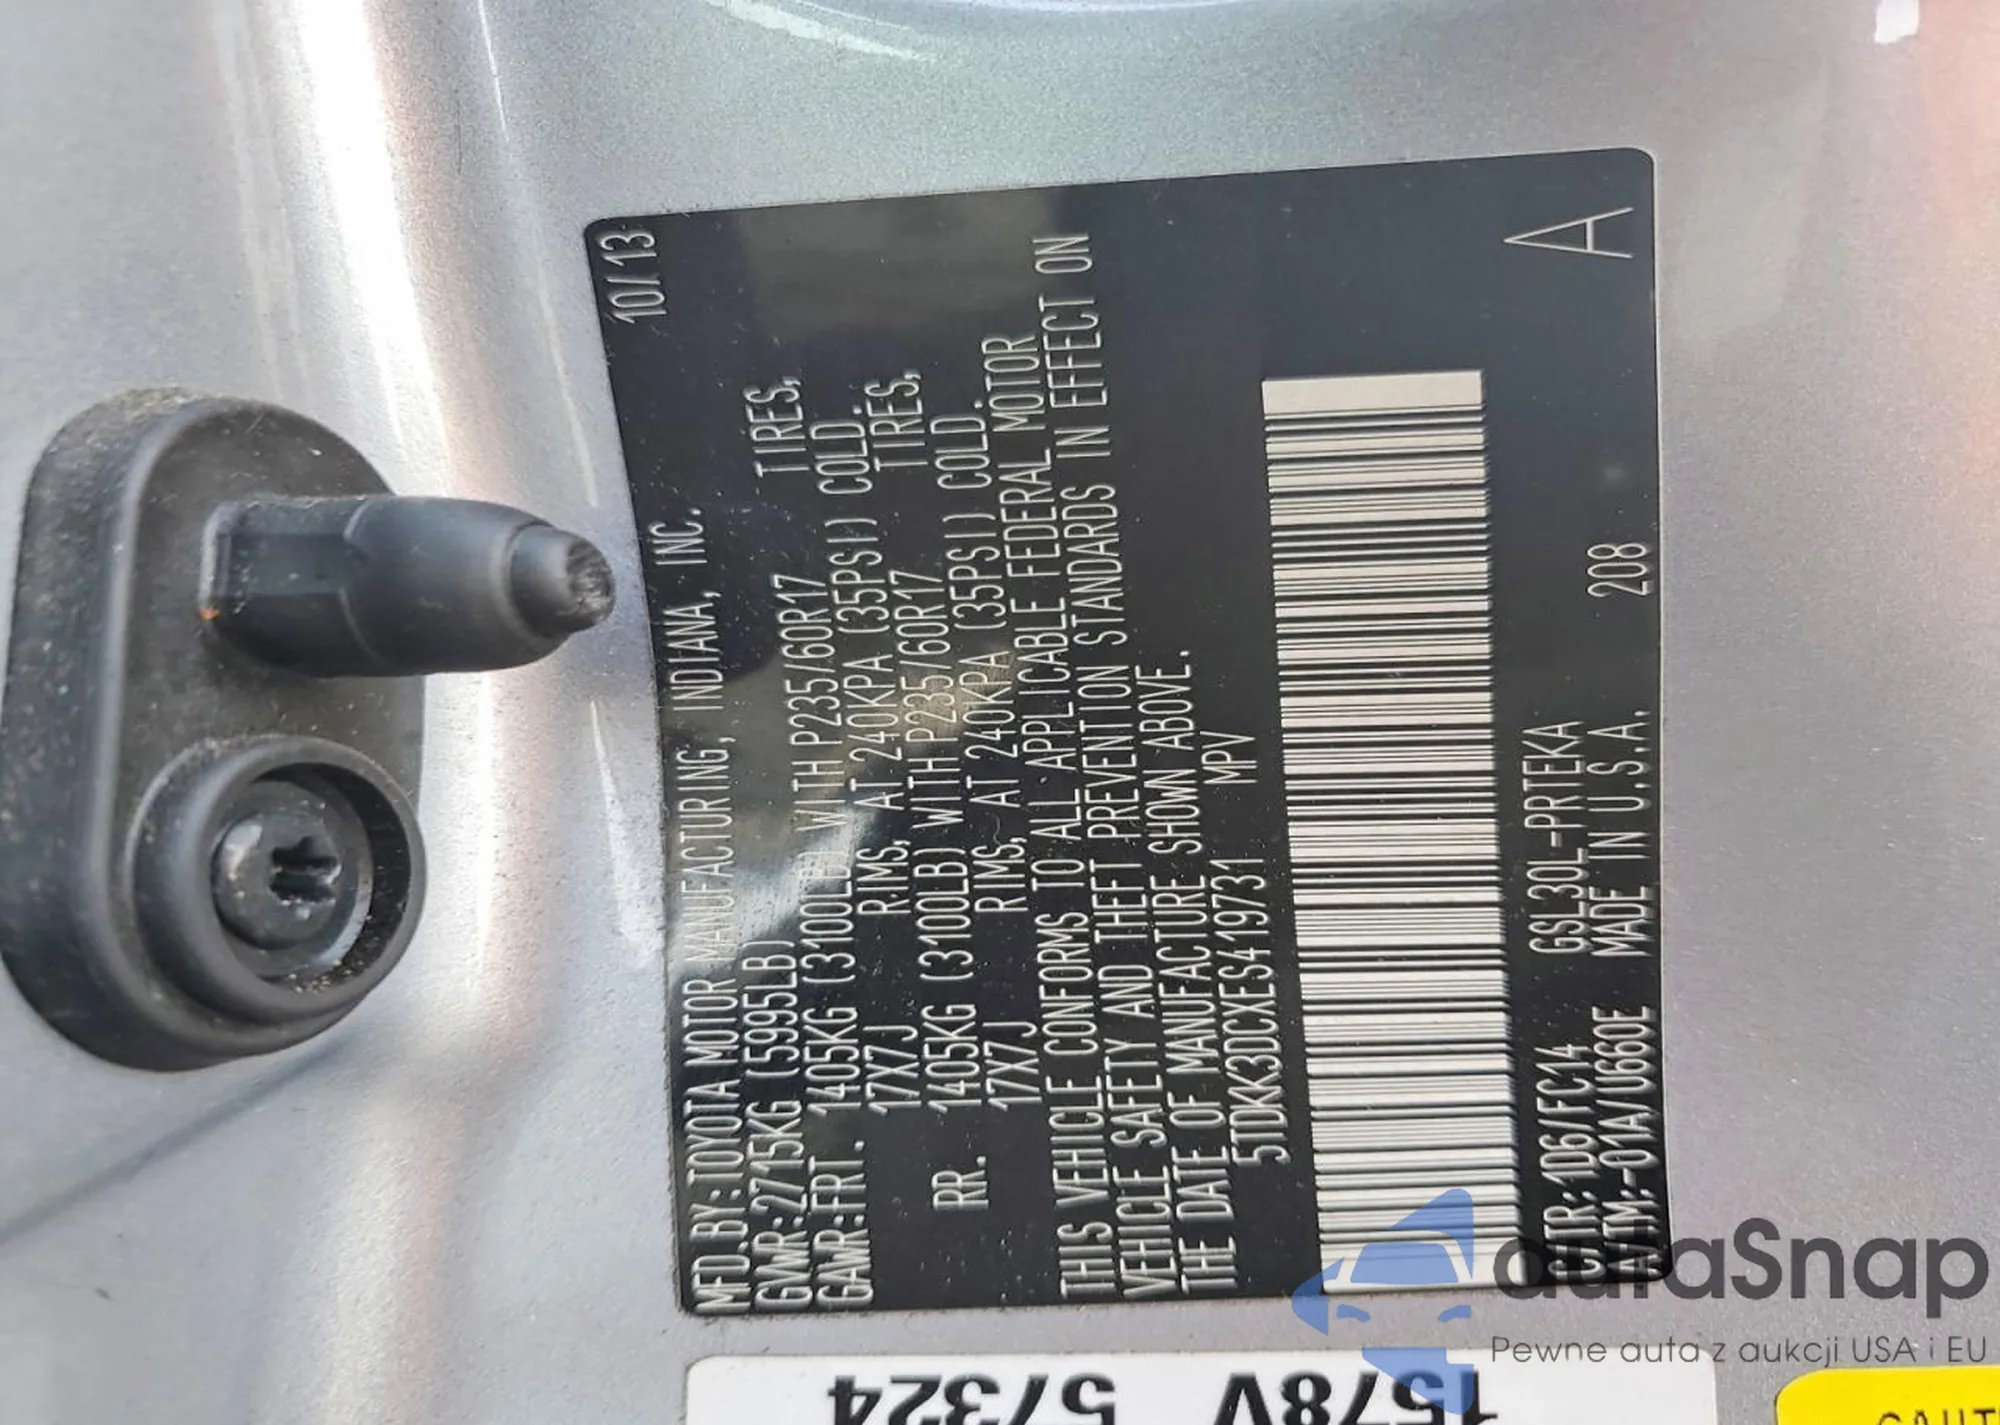 10/13
MFD.BY:TOYOTA MOTOR MANUFACTURING, INDIANA, INC.
GVWR:2715KG (5995LB)
GAWR:FRT. 1405KG (3100LB) WITH P235/60R17 TIRES,
17X7J RIMS, AT 240KPA (35PSI) COLD.
RR. 1405KG (3100LB) WITH P235/60R17 TIRES,
17X7J RIMS, AT 240KPA (35PSI) COLD.
THIS VEHICLE CONFORMS TO ALL APPLICABLE FEDERAL MOTOR
VEHICLE SAFETY AND THEFT PREVENTION STANDARDS IN EFFECT ON
THE DATE OF MANUFACTURE SHOWN ABOVE.
5TDKK3DCXES419731 MPV
C/TR:1D6/FC14 GSL30L-PRTEKA
A/TM:-01A/U660E MADE IN U.S.A. 208
A
1578V 57324
autaSnap
Pewne auta z aukcji USA i EU